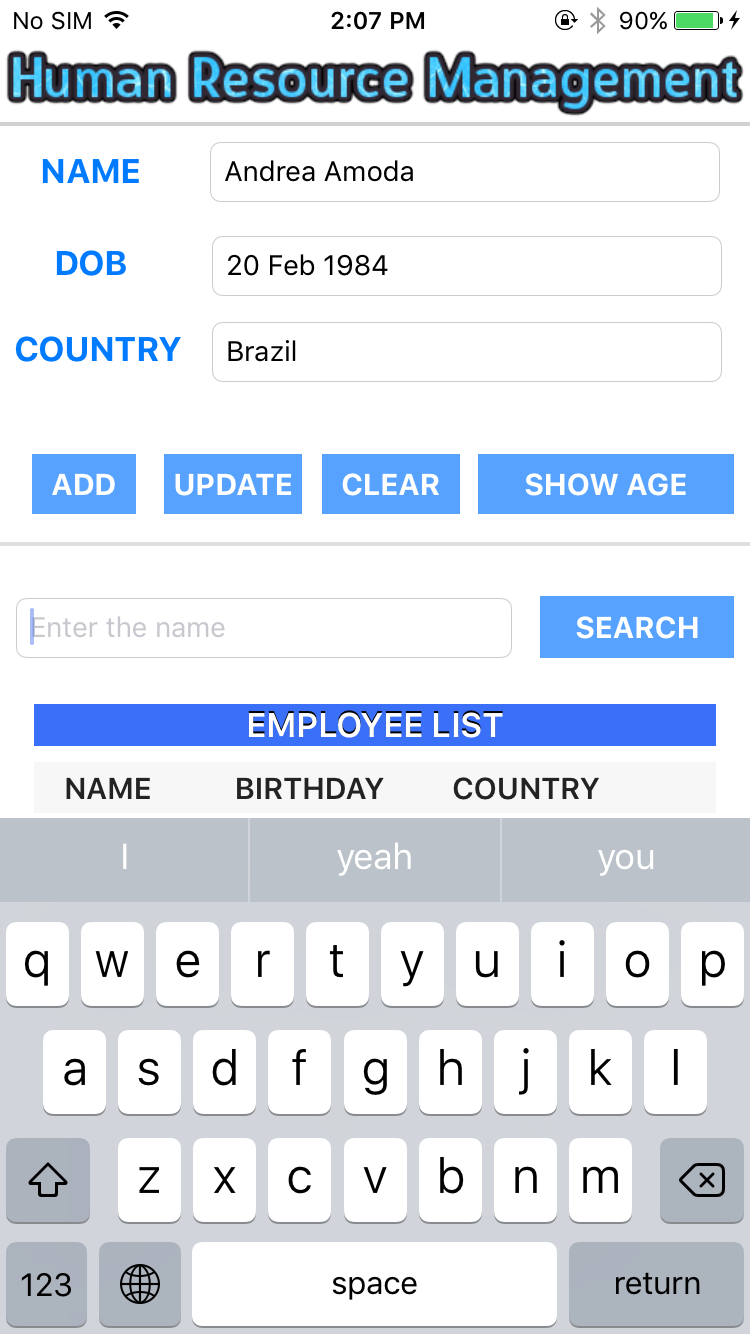 No SIM 2:07 PM 90%
Human Resource Management
NAME Andrea Amoda
DOB 20 Feb 1984
COUNTRY Brazil
ADD UPDATE CLEAR SHOW AGE
Enter the name SEARCH
EMPLOYEE LIST
NAME BIRTHDAY COUNTRY
I yeah you
q w e r t y u i o p
a s d f g h j k l
z x c v b n m
123 space return